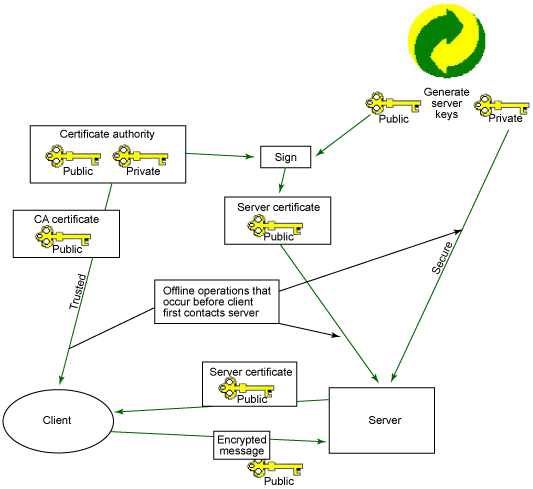 Generate
server
keys
Public
Private
Certificate authority
Public
Private
Sign
CA certificate
Public
Server certificate
Public
Trusted
Secure
Offline operations that
occur before client
first contacts server
Server certificate
Public
Client
Server
Encrypted
message
Public